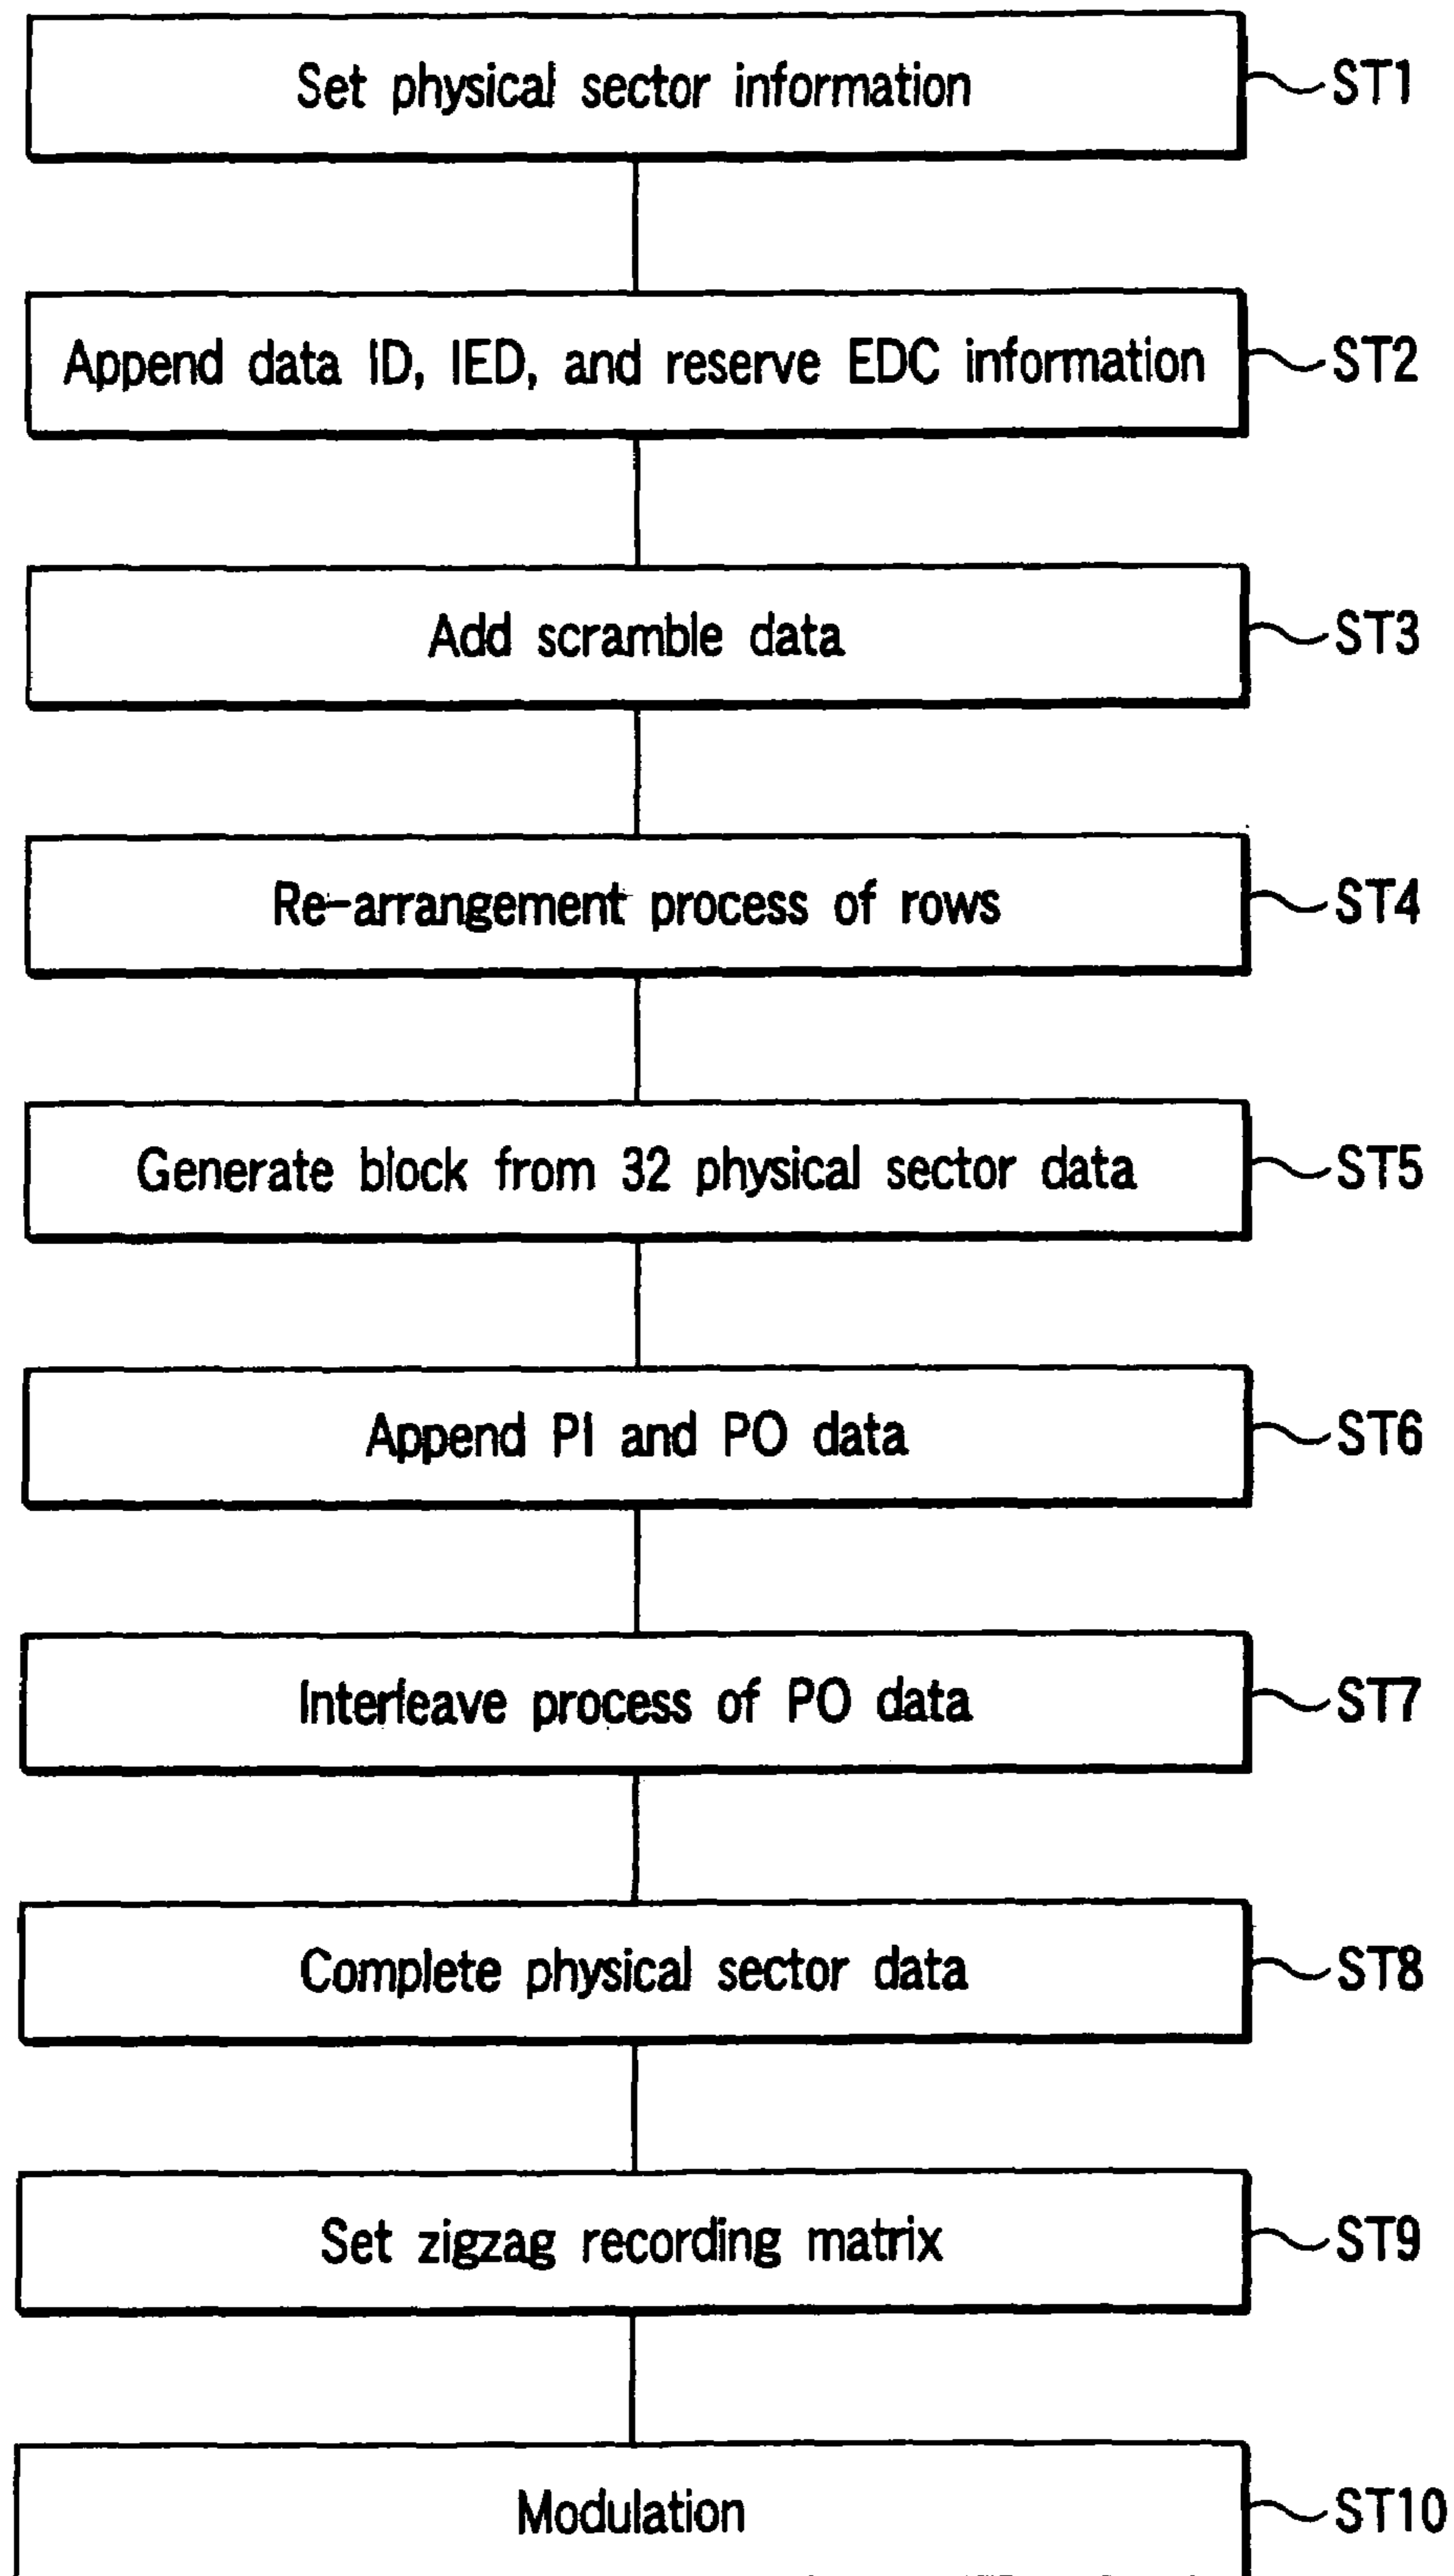 Set physical sector information
ST1
Append data ID, IED, and reserve EDC information
ST2
Add scramble data
ST3
Re-arrangement process of rows
ST4
Generate block from 32 physical sector data
ST5
Append PI and PO data
ST6
Interleave process of PO data
ST7
Complete physical sector data
ST8
Set zigzag recording matrix
ST9
Modulation
ST10